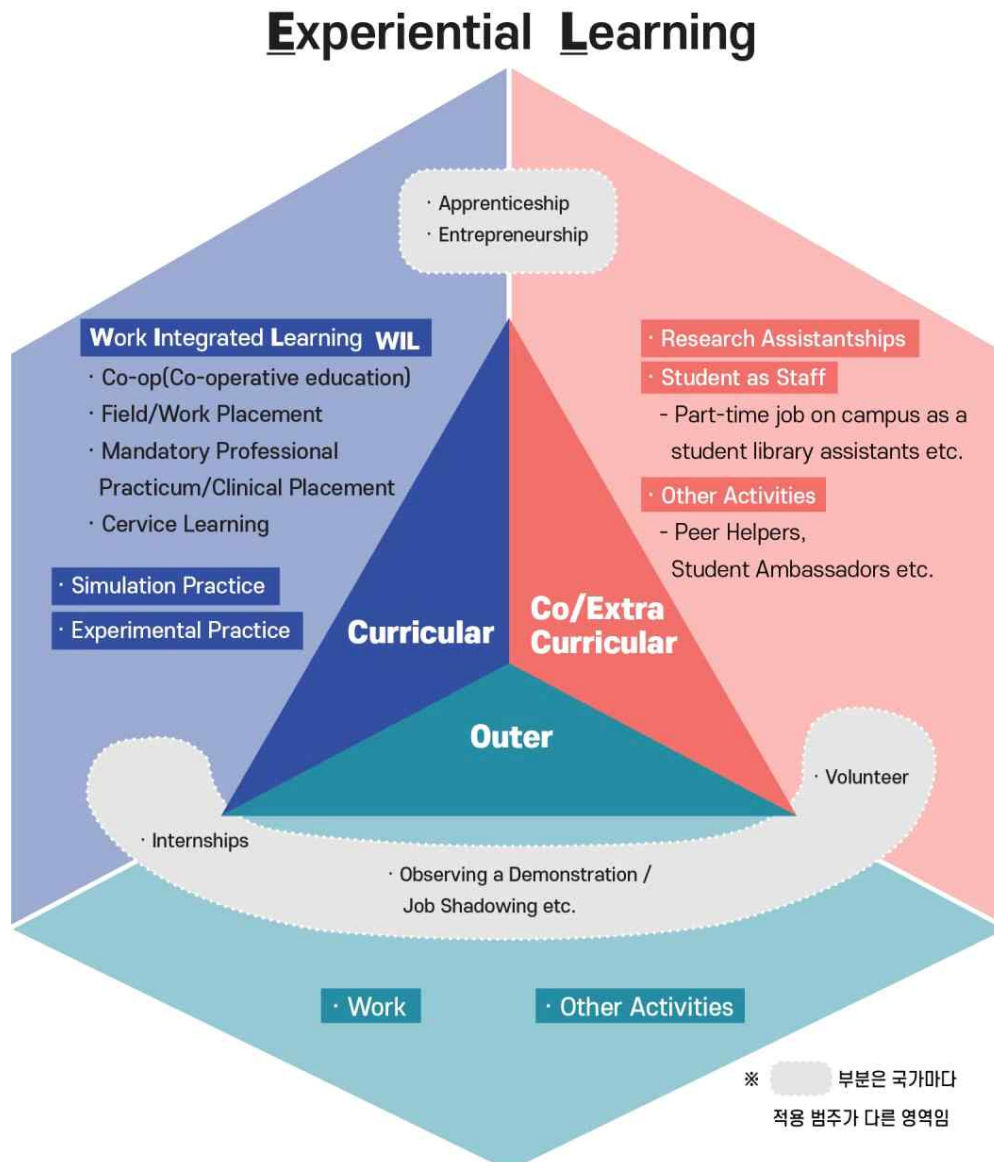 Experiential Learning
· Apprenticeship
· Entrepreneurship
Work Integrated Learning WIL
· Co-op(Co-operative education)
· Field/Work Placement
· Mandatory Professional
Practicum/Clinical Placement
· Cervice Learning
· Simulation Practice
· Experimental Practice
· Research Assistantships
· Student as Staff
- Part-time job on campus as a
student library assistants etc.
· Other Activities
- Peer Helpers,
Student Ambassadors etc.
Curricular
Co/Extra
Curricular
Outer
· Volunteer
· Internships
· Observing a Demonstration /
Job Shadowing etc.
· Work
· Other Activities
※ 부분은 국가마다
적용 범주가 다른 영역임